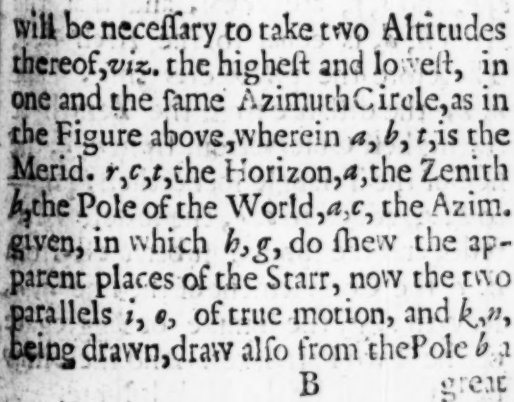 will be neceſſary to take two Altitudes
thereof,viz. the higheſt and loweſt, in
one and the ſame Azimuth Circle,as in
the Figure above,wherein a, b, t,is the
Merid. r,c,t,the Horizon,a,the Zenith
b,the Pole of the World,a,c, the Azim.
given, in which h,g, do ſhew the ap-
parent places of the Starr, now the two
parallels i, o, of true motion, and k,n,
being drawn,draw alſo from thePole b a
B great